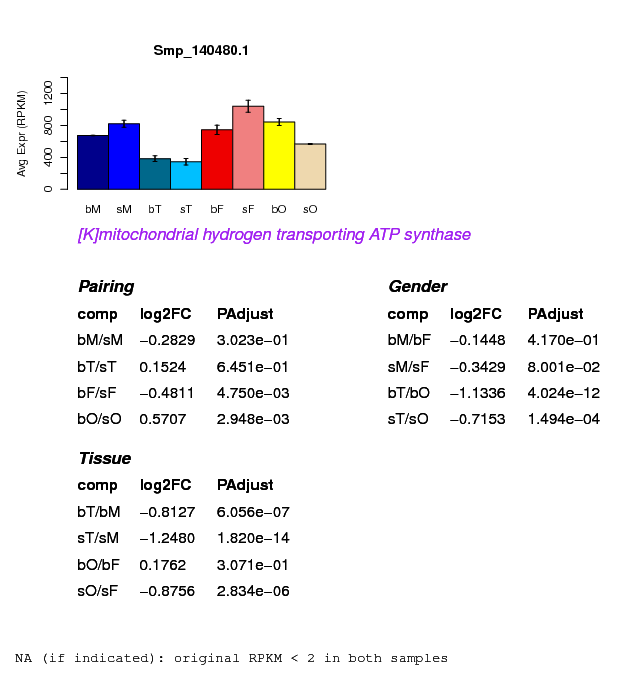 Smp_140480.1
Avg Expr (RPKM)
0 400 800 1200
bM sM bT sT bF sF bO sO
[K]mitochondrial hydrogen transporting ATP synthase
Pairing
comp log2FC PAdjust
bM/sM −0.2829 3.023e−01
bT/sT 0.1524 6.451e−01
bF/sF −0.4811 4.750e−03
bO/sO 0.5707 2.948e−03
Gender
comp log2FC PAdjust
bM/bF −0.1448 4.170e−01
sM/sF −0.3429 8.001e−02
bT/bO −1.1336 4.024e−12
sT/sO −0.7153 1.494e−04
Tissue
comp log2FC PAdjust
bT/bM −0.8127 6.056e−07
sT/sM −1.2480 1.820e−14
bO/bF 0.1762 3.071e−01
sO/sF −0.8756 2.834e−06
NA (if indicated): original RPKM < 2 in both samples